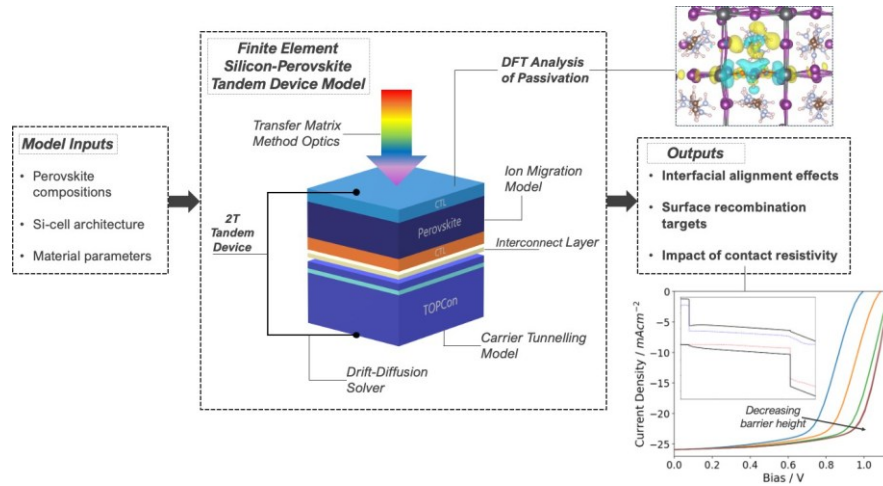 Model Inputs
• Perovskite
compositions
• Si-cell architecture
• Material parameters
Finite Element
Silicon-Perovskite
Tandem Device Model
DFT Analysis
of Passivation
Transfer Matrix
Method Optics
Ion Migration
Model
CTL
Perovskite
2T
Tandem
Device
CTL
Interconnect Layer
TOPCon
Carrier Tunnelling
Model
Drift-Diffusion
Solver
Outputs
• Interfacial alignment effects
• Surface recombination
targets
• Impact of contact resistivity
Current Density / mAcm⁻²
0
−5
−10
−15
−20
−25
Decreasing
barrier height
0.0 0.2 0.4 0.6 0.8 1.0
Bias / V